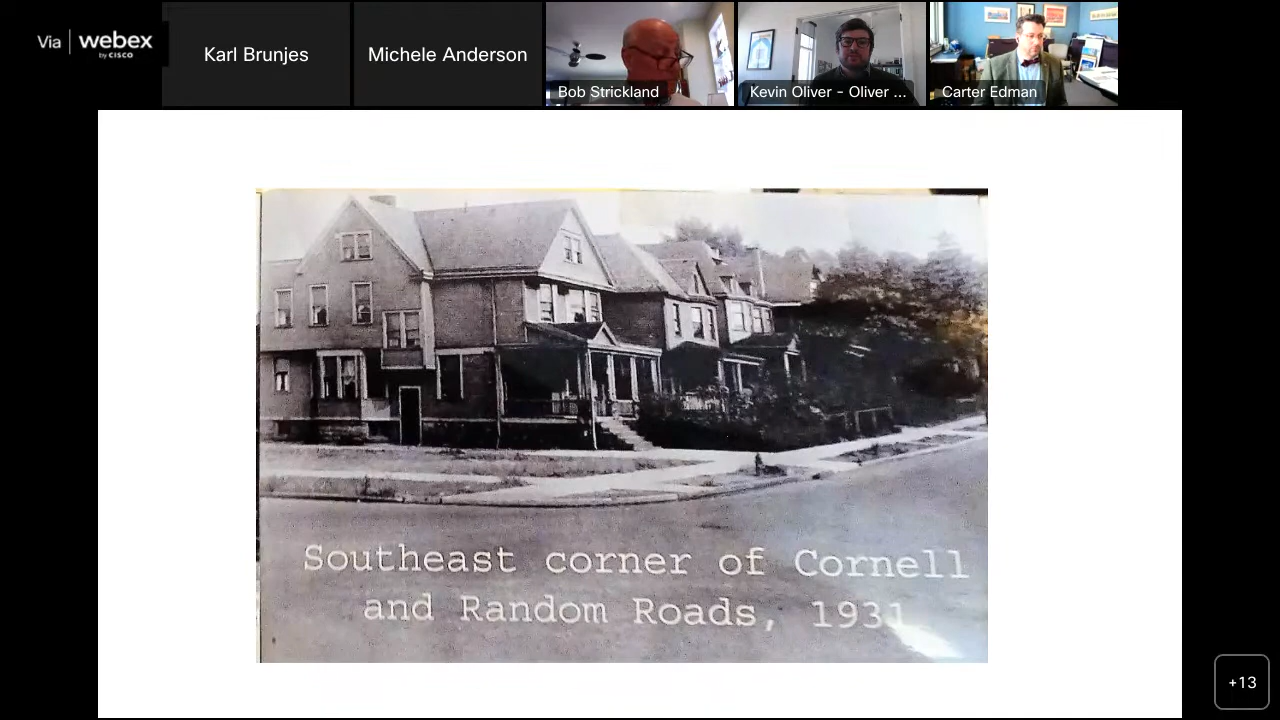 Via | webex
by CISCO
Karl Brunjes
Michele Anderson
Bob Strickland
Kevin Oliver - Oliver ...
Carter Edman
Southeast corner of Cornell
and Random Roads, 1931
+13